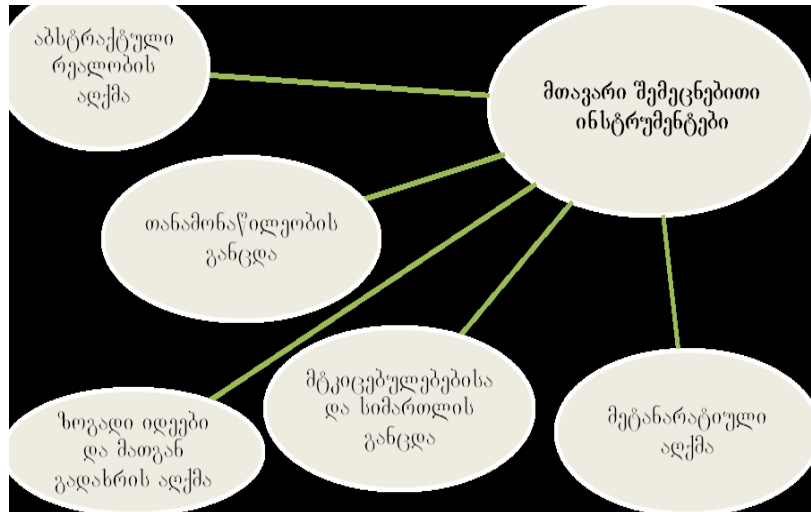 აბსტრაქტული
რეალობის
აღქმა
მთავარი შემეცნებითი
ინსტრუმენტები
თანამონაწილეობის
განცდა
მტკიცებულებებისა
და სიმართლის
განცდა
მეტანარატიული
აღქმა
ზოგადი იდეები
და მათგან
გადახრის აღქმა